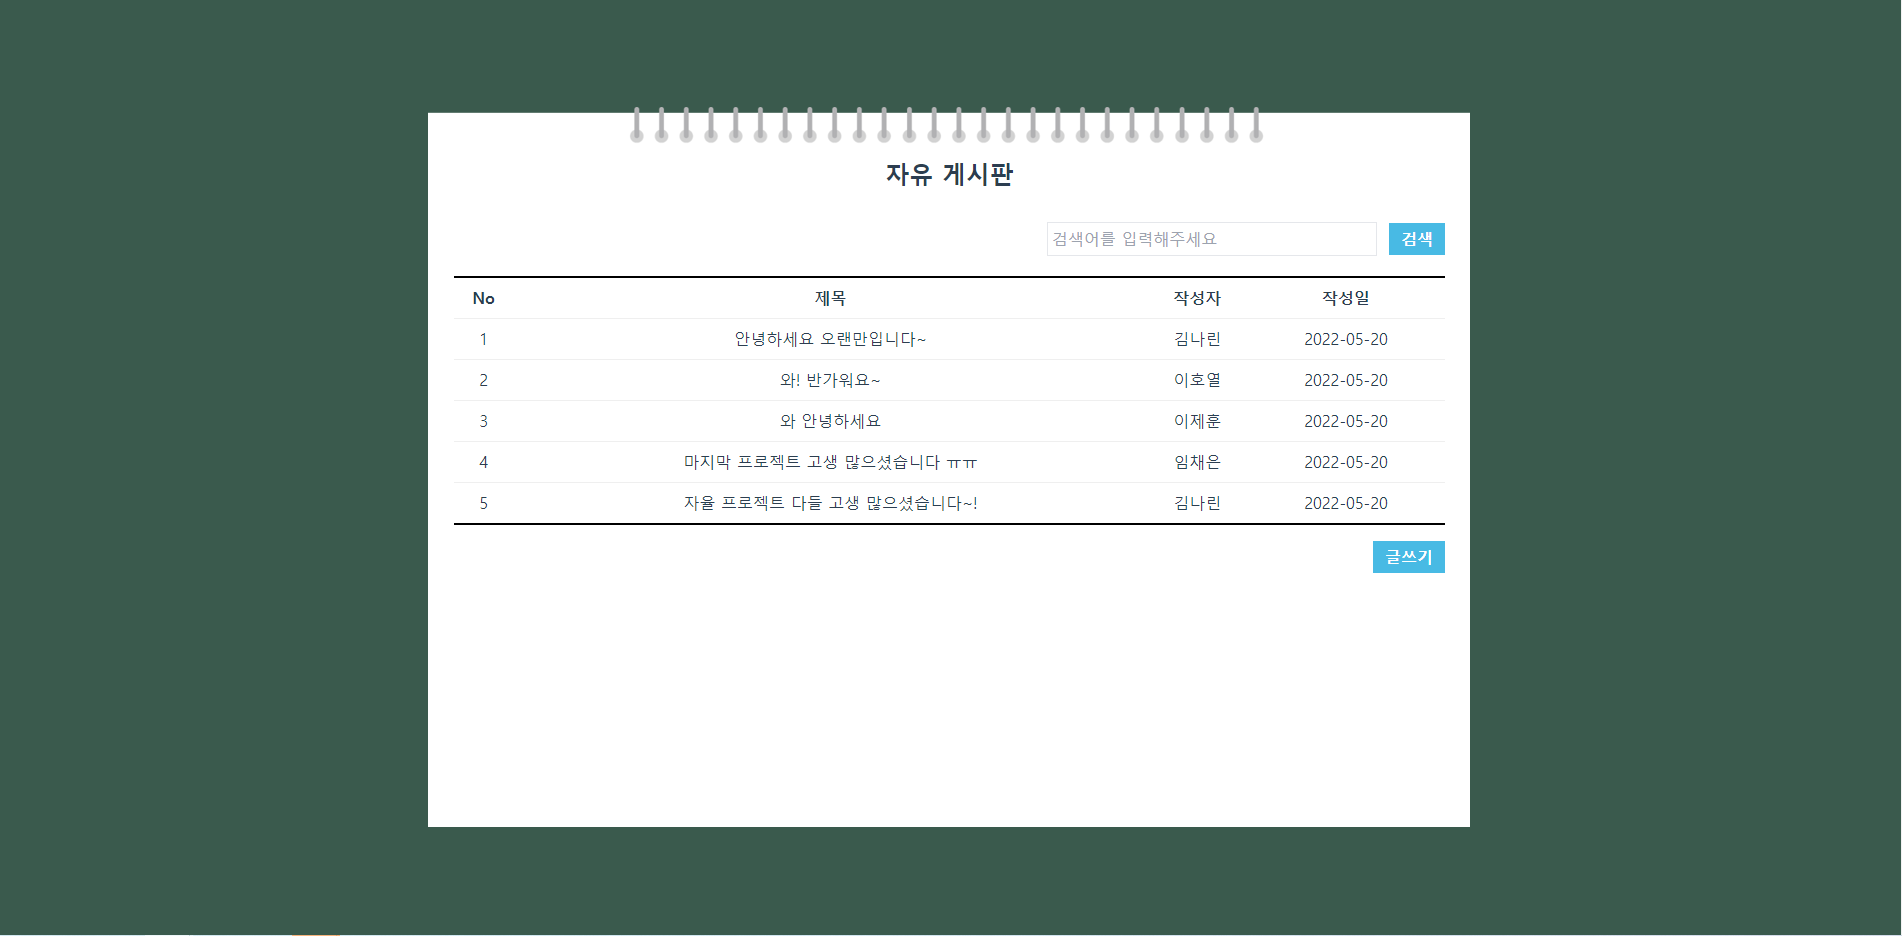 자유 게시판
검색어를 입력해주세요 검색
No 제목 작성자 작성일
1 안녕하세요 오랜만입니다~ 김나린 2022-05-20
2 와! 반가워요~ 이호열 2022-05-20
3 와 안녕하세요 이제훈 2022-05-20
4 마지막 프로젝트 고생 많으셨습니다 ㅠㅠ 임채은 2022-05-20
5 자율 프로젝트 다들 고생 많으셨습니다~! 김나린 2022-05-20
글쓰기